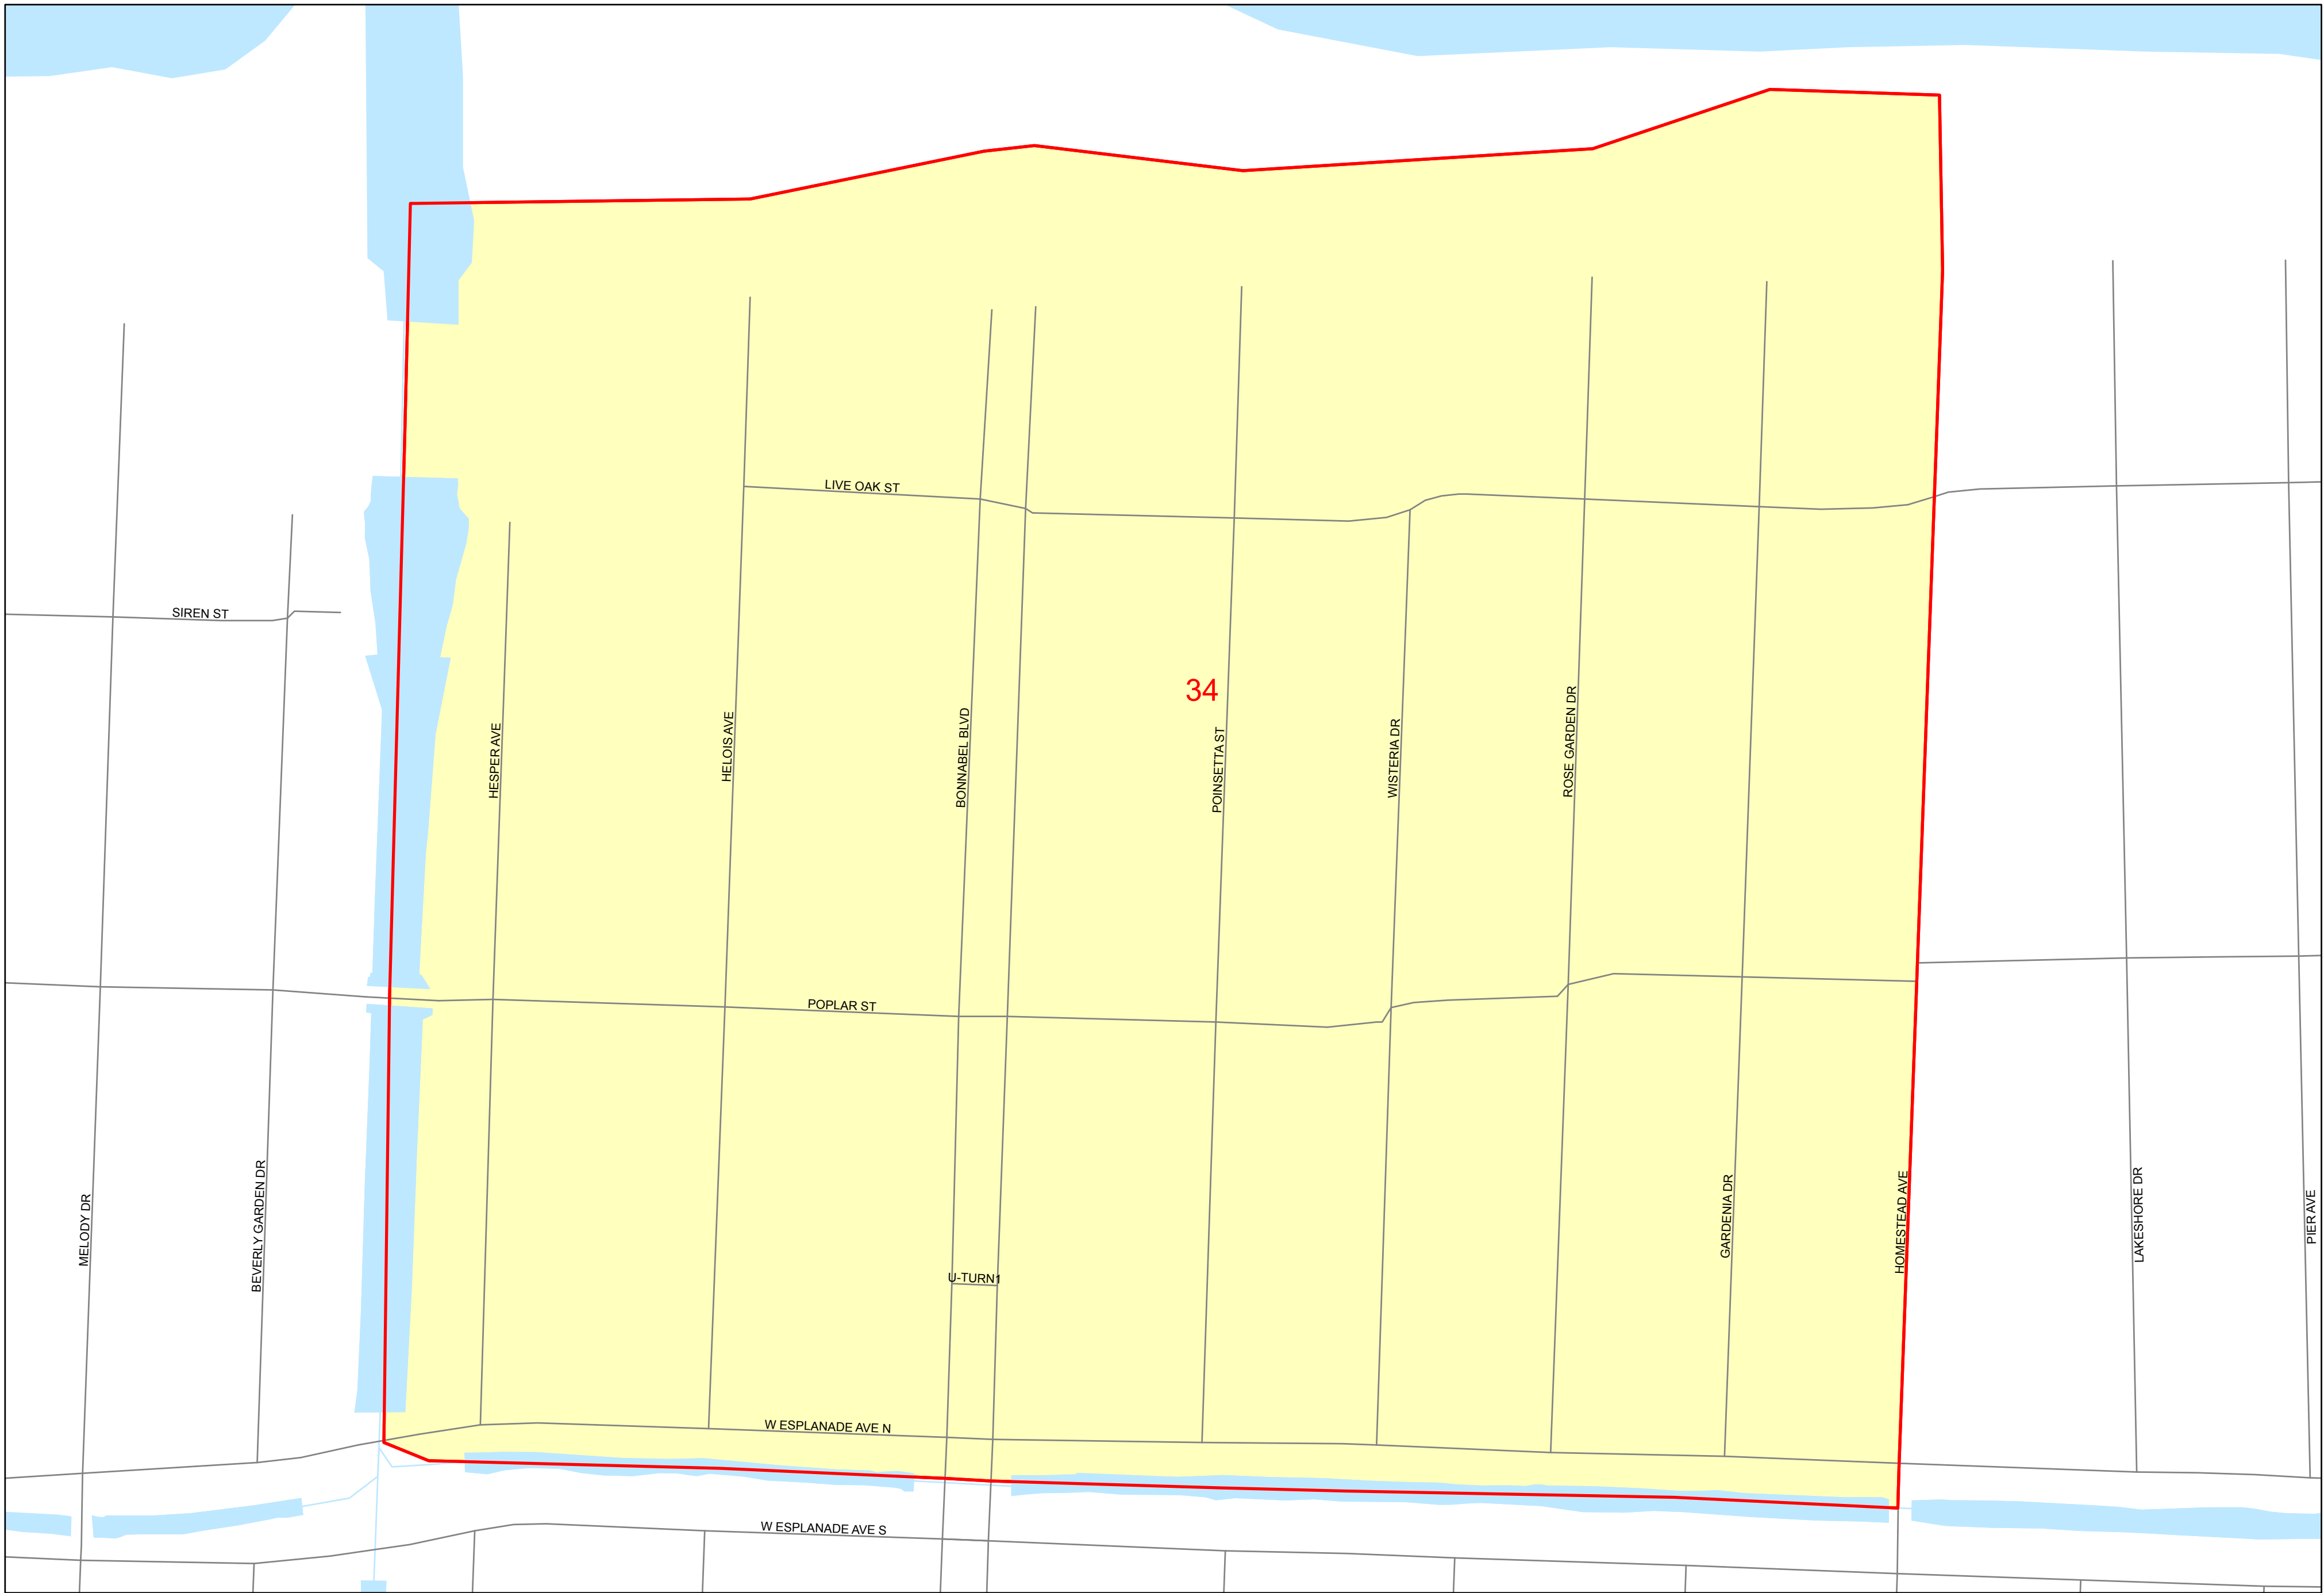 LIVE OAK ST
SIREN ST
34
HESPER AVE
HELOIS AVE
BONNABEL BLVD
POINSETTA ST
WISTERIA DR
ROSE GARDEN DR
POPLAR ST
MELODY DR
BEVERLY GARDEN DR
U-TURN1
GARDENIA DR
HOMESTEAD AVE
LAKESHORE DR
PIER AVE
W ESPLANADE AVE N
W ESPLANADE AVE S